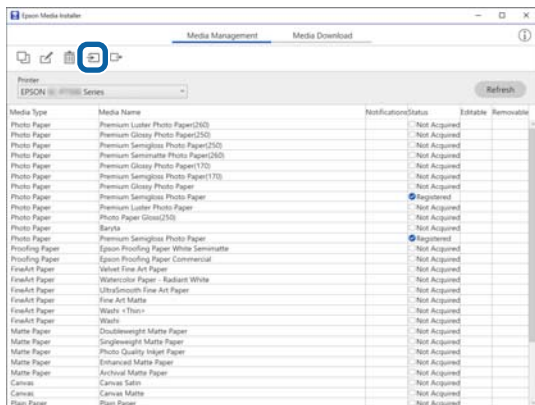 Epson Media Installer
Media Management Media Download
Printer
EPSON Series
Refresh
Media Type Media Name Notifications Status Editable Removable
Photo Paper Premium Luster Photo Paper(260) Not Acquired
Photo Paper Premium Glossy Photo Paper(250) Not Acquired
Photo Paper Premium Semigloss Photo Paper(250) Not Acquired
Photo Paper Premium Semimatte Photo Paper(260) Not Acquired
Photo Paper Premium Glossy Photo Paper(170) Not Acquired
Photo Paper Premium Semigloss Photo Paper(170) Not Acquired
Photo Paper Premium Glossy Photo Paper Not Acquired
Photo Paper Premium Semigloss Photo Paper Registered
Photo Paper Premium Luster Photo Paper Not Acquired
Photo Paper Photo Paper Gloss(250) Not Acquired
Photo Paper Baryta Not Acquired
Photo Paper Premium Semigloss Photo Paper Registered
Proofing Paper Epson Proofing Paper White Semimatte Not Acquired
Proofing Paper Epson Proofing Paper Commercial Not Acquired
FineArt Paper Velvet Fine Art Paper Not Acquired
FineArt Paper Watercolor Paper - Radiant White Not Acquired
FineArt Paper UltraSmooth Fine Art Paper Not Acquired
FineArt Paper Fine Art Matte Not Acquired
FineArt Paper Washi <Thin> Not Acquired
FineArt Paper Washi Not Acquired
Matte Paper Doubleweight Matte Paper Not Acquired
Matte Paper Singleweight Matte Paper Not Acquired
Matte Paper Photo Quality Inkjet Paper Not Acquired
Matte Paper Enhanced Matte Paper Not Acquired
Matte Paper Archival Matte Paper Not Acquired
Canvas Canvas Satin Not Acquired
Canvas Canvas Matte Not Acquired
Plain Paper Plain Paper Not Acquired